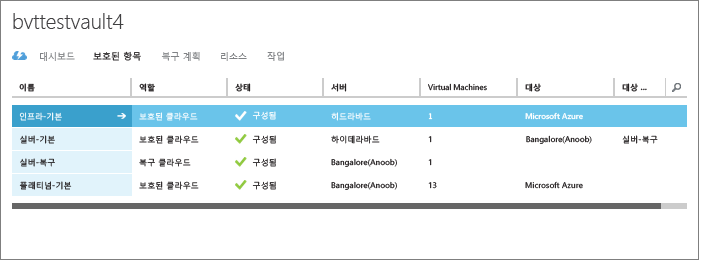 bvttestvault4
대시보드 보호된 항목 복구 계획 리소스 작업
이름 역할 상태 서버 Virtual Machines 대상 대상 ...
인프라-기본 보호된 클라우드 구성됨 히드라바드 1 Microsoft Azure
실버-기본 보호된 클라우드 구성됨 하이데라바드 1 Bangalore(Anoob) 실버-복구
실버-복구 복구 클라우드 구성됨 Bangalore(Anoob) 1
플래티넘-기본 보호된 클라우드 구성됨 Bangalore(Anoob) 13 Microsoft Azure